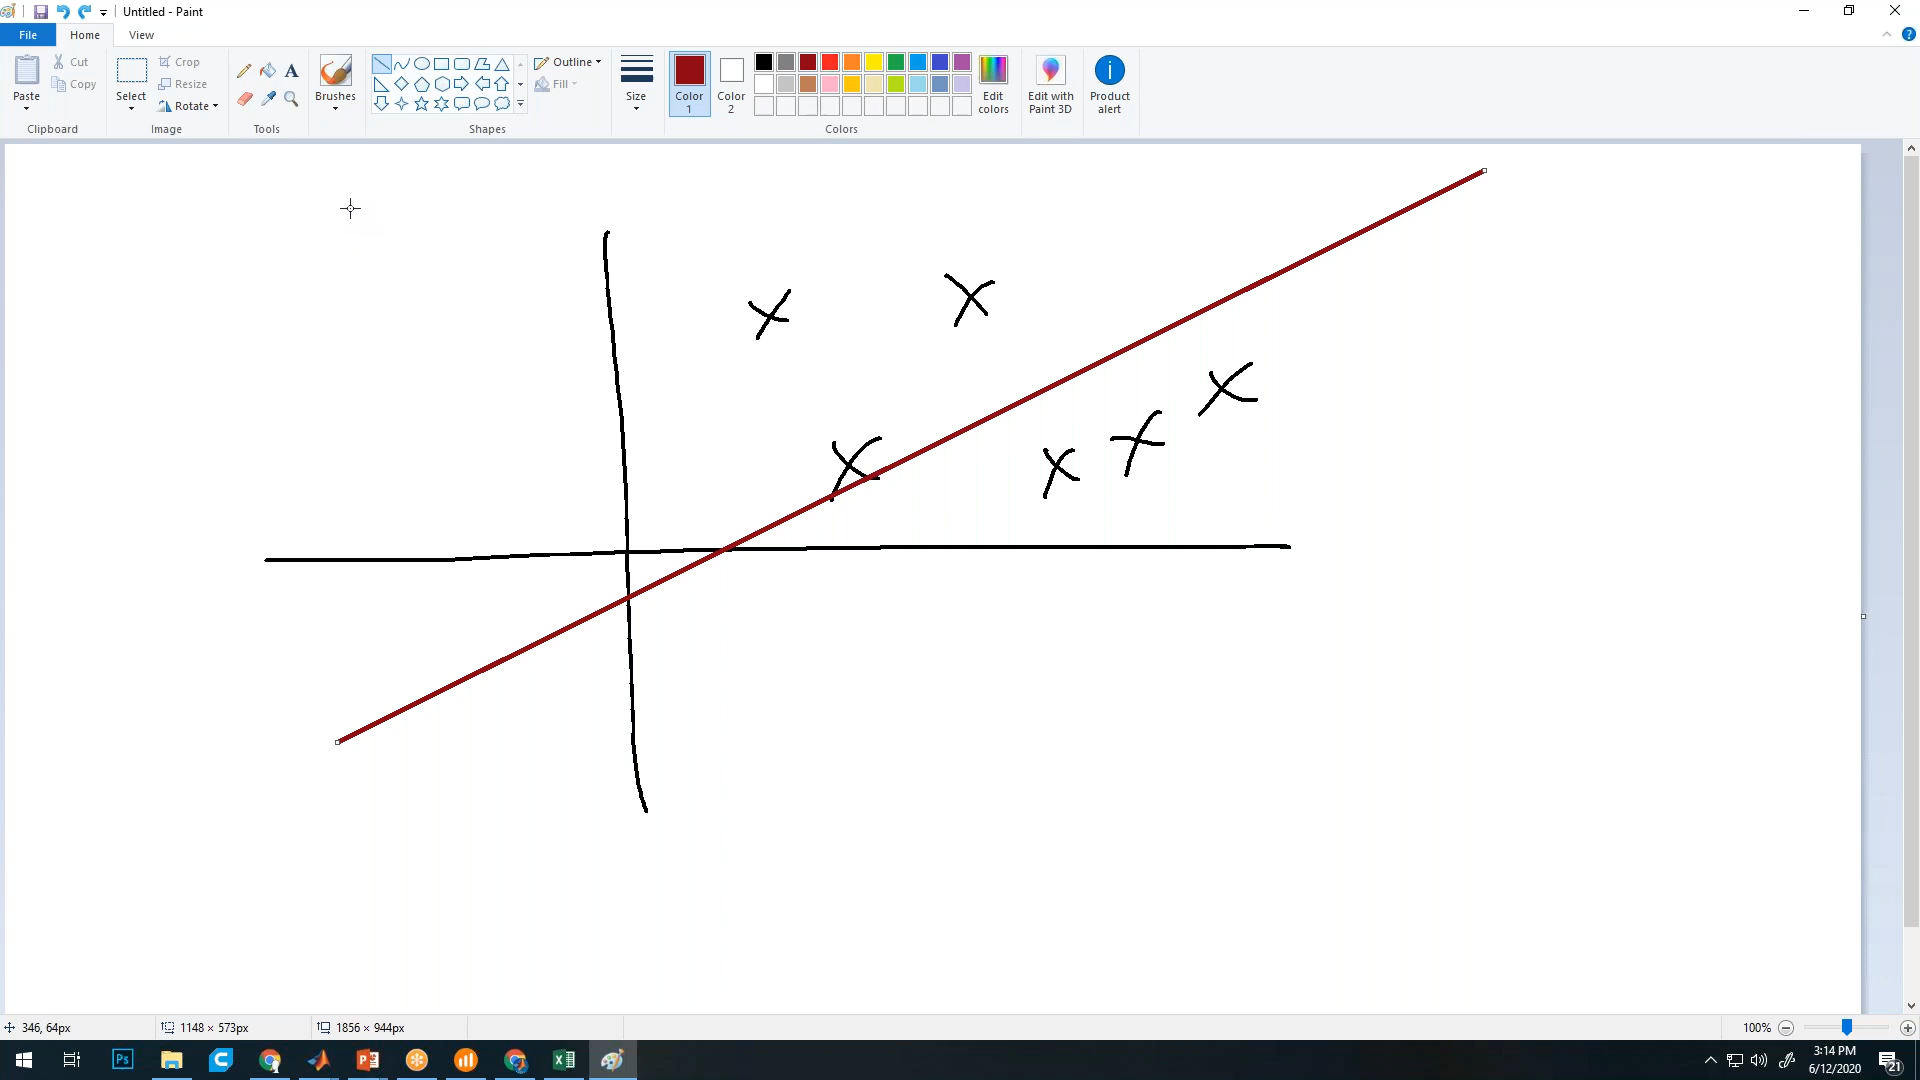 Untitled - Paint
File Home View
Paste
Cut
Copy
Clipboard
Select
Crop
Resize
Rotate
Image
Tools
Brushes
Outline
Fill
Shapes
Size
Color 1
Color 2
Edit colors
Colors
Edit with Paint 3D
Product alert
346, 64px 1148 × 573px 1856 × 944px 100%
Ps P X 3:14 PM
6/12/2020 21